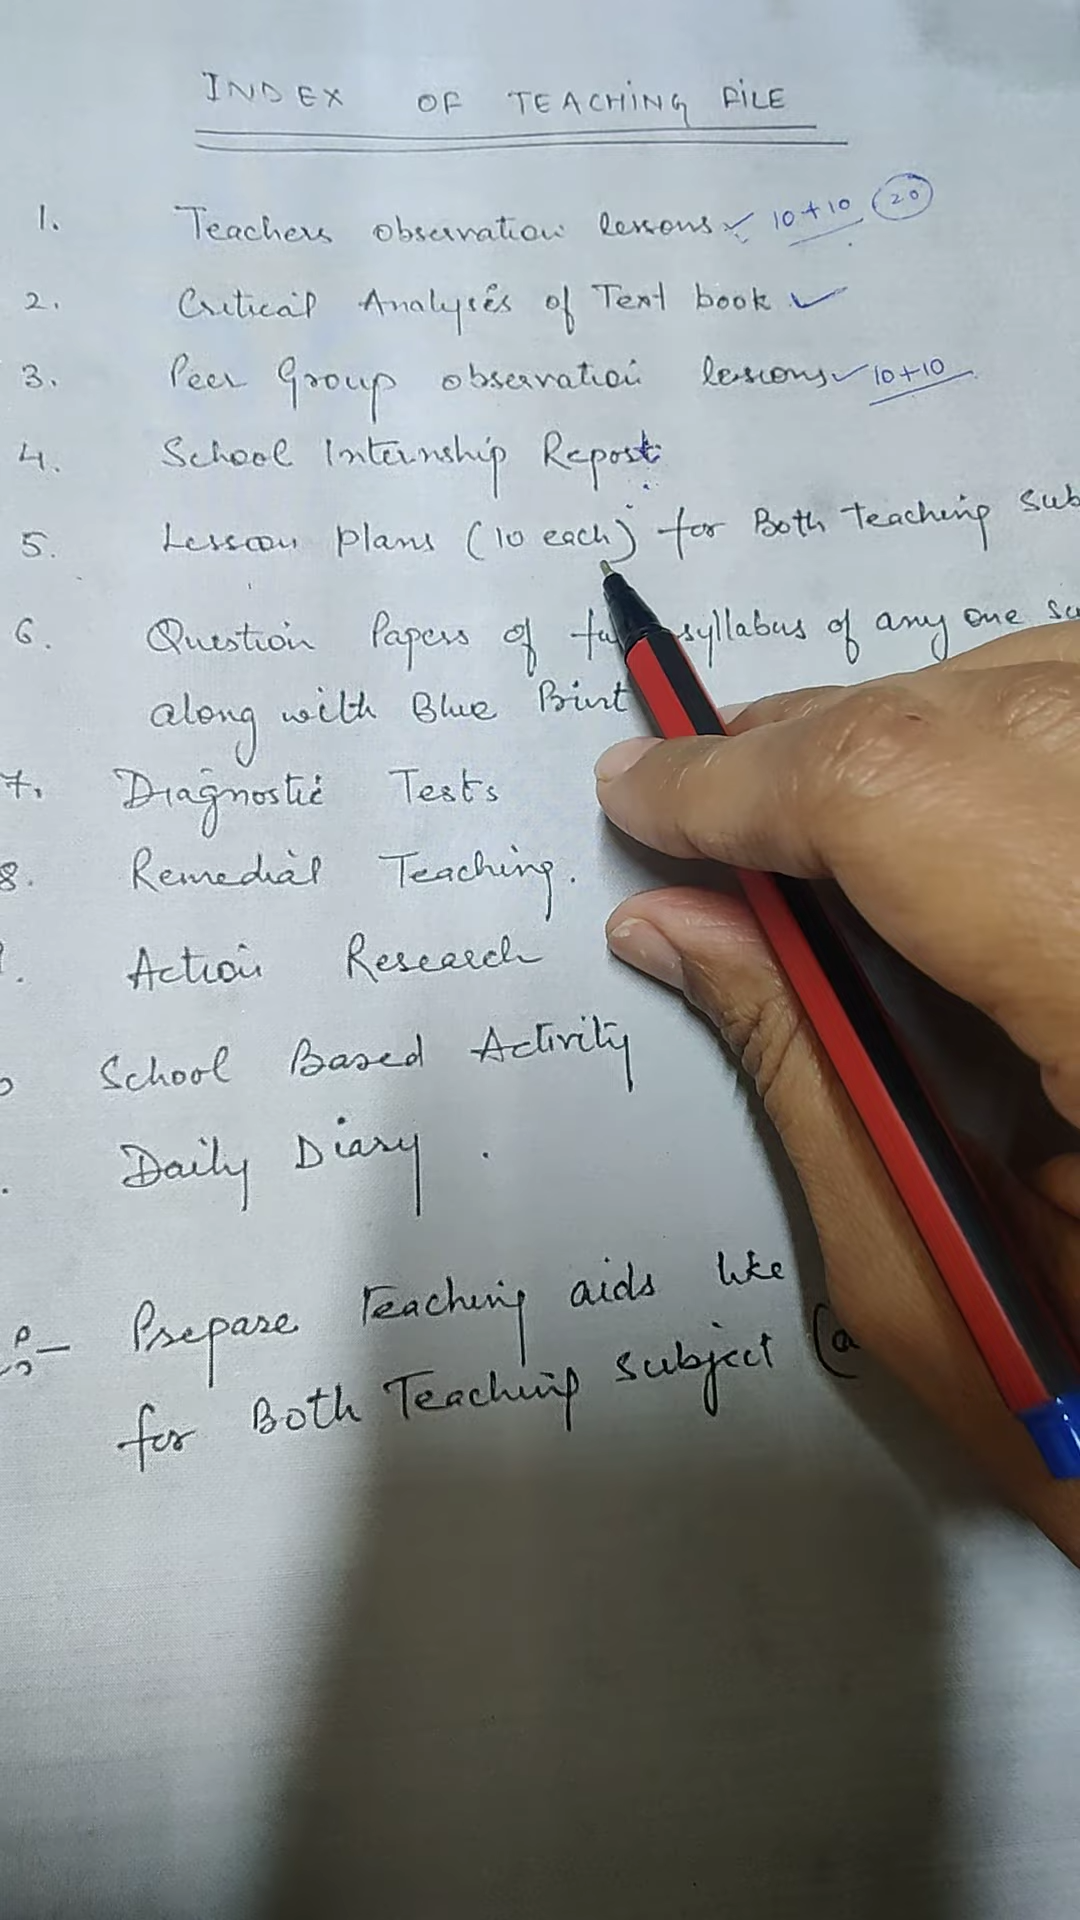 INDEX OF TEACHING FILE
1. Teachers observation lessons ✓ 10+10 20
2. Critical Analysis of Text book ✓
3. Peer Group observation lessons ✓ 10+10
4. School Internship Report
5. Lesson Plans (10 each) for Both teaching Sub
6. Question Papers of syllabus of any one
along with Blue Print
7. Diagnostic Tests
8. Remedial Teaching.
Action Research
School Based Activity
Daily Diary.
Prepare Teaching aids like
for Both Teaching subject (a